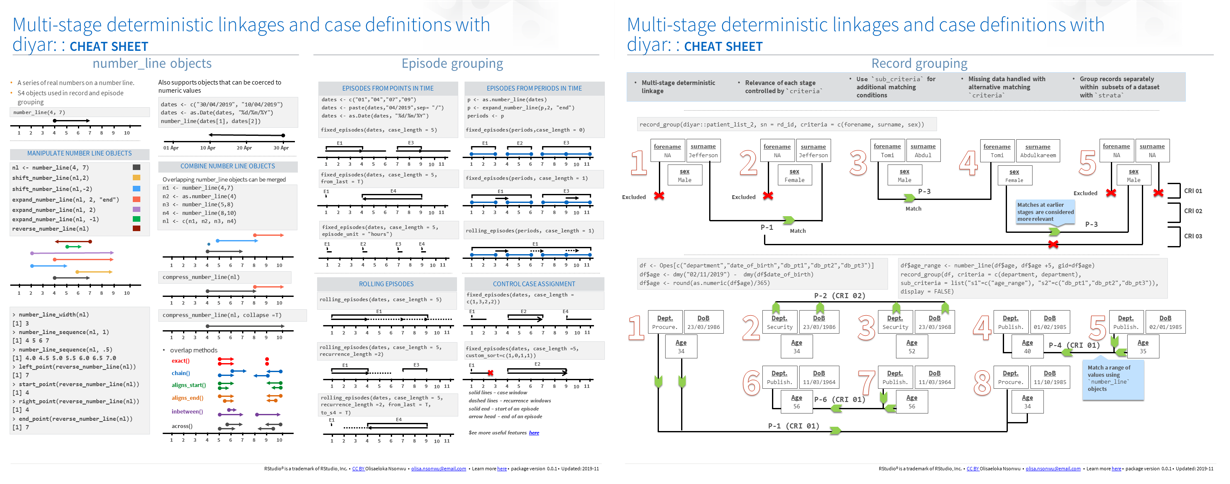 Multi-stage deterministic linkages and case definitions with
diyar: : CHEAT SHEET
number_line objects
• A series of real numbers on a number line.
• S4 objects used in record and episode
grouping
number_line(4, 7)
1 2 3 4 5 6 7 8 9 10
MANIPULATE NUMBER LINE OBJECTS
nl <- number_line(4, 7)
shift_number_line(nl,2)
shift_number_line(nl,-2)
expand_number_line(nl, 2, "end")
expand_number_line(nl, 2)
expand_number_line(nl, -1)
reverse_number_line(nl)
1 2 3 4 5 6 7 8 9 10
> number_line_width(nl)
[1] 3
> number_line_sequence(nl, 1)
[1] 4 5 6 7
> number_line_sequence(nl, .5)
[1] 4.0 4.5 5.0 5.5 6.0 6.5 7.0
> left_point(reverse_number_line(nl))
[1] 7
> start_point(reverse_number_line(nl))
[1] 4
> right_point(reverse_number_line(nl))
[1] 4
> end_point(reverse_number_line(nl))
[1] 7
Also supports objects that can be coerced to
numeric Values
dates <- c("30/04/2019", "10/04/2019")
dates <- as.Date(dates, "%d/%m/%Y")
number_line(dates[1], dates[2])
01 Apr 10 Apr 20 Apr 30 Apr
COMBINE NUMBER LINE OBJECTS
Overlapping number_line objects can be merged
n1 <- number_line(4,7)
n2 <- as.number_line(4)
n3 <- number_line(5,8)
n4 <- number_line(8,10)
nl <- c(n1, n2, n3, n4)
1 2 3 4 5 6 7 8 9 10
compress_number_line(nl)
1 2 3 4 5 6 7 8 9 10
compress_number_line(nl, collapse =T)
1 2 3 4 5 6 7 8 9 10
• overlap methods
exact()
chain()
aligns_start()
aligns_end()
inbetween()
across()
1 2 3 4 5 6 7 8 9 10
Episode grouping
EPISODES FROM POINTS IN TIME
dates <- c("01","04","07","09")
dates <- paste(dates,"04/2019",sep= "/")
dates <- as.Date(dates, "%d/%m/%Y")
fixed_episodes(dates, case_length = 5)
E1 E3
1 2 3 4 5 6 7 8 9 10 11
fixed_episodes(dates, case_length = 5,
from_last = T)
E1 E4
1 2 3 4 5 6 7 8 9 10 11
fixed_episodes(dates, case_length = 5,
episode_unit = "hours")
E1 E2 E3 E4
1 2 3 4 5 6 7 8 9 10 11
ROLLING EPISODES
rolling_episodes(dates, case_length = 5)
E1
1 2 3 4 5 6 7 8 9 10 11
rolling_episodes(dates, case_length = 5,
recurrence_length =2)
E1 E4
1 2 3 4 5 6 7 8 9 10 11
rolling_episodes(dates, case_length = 5,
recurrence_length =2, from_last = T,
to_s4 = T)
E1 E4
1 2 3 4 5 6 7 8 9 10 11
EPISODES FROM PERIODS IN TIME
p <- as.number_line(dates)
p <- expand_number_line(p,2, "end")
periods <- p
fixed_episodes(periods,case_length = 0)
E1 E2 E3
1 2 3 4 5 6 7 8 9 10 11
fixed_episodes(periods,case_length = 1)
E1 E3
1 2 3 4 5 6 7 8 9 10 11
rolling_episodes(periods, case_length = 1)
E1
1 2 3 4 5 6 7 8 9 10 11
CONTROL CASE ASSIGNMENT
fixed_episodes(dates, case_length =
c(1,3,2,2))
E1 E2 E4
1 2 3 4 5 6 7 8 9 10 11
fixed_episodes(dates, case_length =5,
custom_sort=c(1,0,1,1))
E1 E2
1 2 3 4 5 6 7 8 9 10 11
solid lines - case window
dashed lines - recurrence windows
solid end - start of an episode
arrow head - end of an episode
See more useful features here
RStudio® is a trademark of RStudio, Inc. • CC BY Olisaeloka Nsonwu • olisa.nsonwu@email.com • Learn more here • package version 0.0.1 • Updated: 2019-11
Multi-stage deterministic linkages and case definitions with
diyar: : CHEAT SHEET
Record grouping
• Multi-stage
deterministic
linkage
• Relevance of each stage
controlled by `criteria`
• Use `sub_criteria` for
additional matching
conditions
• Missing data handled with
alternative matching
`criteria`
• Group records separately
within subsets of a dataset
with `strata`
record_group(diyar::patient_list_2, sn = rd_id, criteria = c(forename, surname, sex))
1 forename NA surname Jefferson sex Male
2 forename NA surname Jefferson sex Female
3 forename Tomi surname Abdul sex Male
4 forename Tomi surname Abdulkareem sex Female
5 forename NA surname NA sex Male
Excluded
Excluded
Excluded
P-3
Match
P-1
Match
Matches at earlier
stages are considered
more relevant
P-3
CRI 01
CRI 02
CRI 03
df <- Opes[c("department","date_of_birth","db_pt1","db_pt2","db_pt3")]
df$age <- dmy("02/11/2019") - dmy(df$date_of_birth)
df$age <- round(as.numeric(df$age)/365)
df$age_range <- number_line(df$age, df$age +5, gid=df$age)
record_group(df, criteria = c(department, department),
sub_criteria = list("s1"=c("age_range"), "s2"=c("db_pt1","db_pt2","db_pt3")),
display = FALSE)
P-2 (CRI 02)
1 Dept. Procure. DoB 23/03/1986 Age 34
2 Dept. Security DoB 23/03/1986 Age 34
3 Dept. Security DoB 23/03/1968 Age 52
4 Dept. Publish. DoB 01/02/1985 Age 40
5 Dept. Publish. DoB 02/01/1985 Age 35
P-4 (CRI 01)
Match a range of
values using
`number_line`
objects
6 Dept. Publish. DoB 11/03/1964 Age 56
7 Dept. Publish. DoB 11/03/1964 Age 56
8 Dept. Procure. DoB 11/10/1985 Age 34
P-6 (CRI 01)
P-1 (CRI 01)
RStudio® is a trademark of RStudio, Inc. • CC BY Olisaeloka Nsonwu • olisa.nsonwu@email.com • Learn more here • package version 0.0.1 • Updated: 2019-11